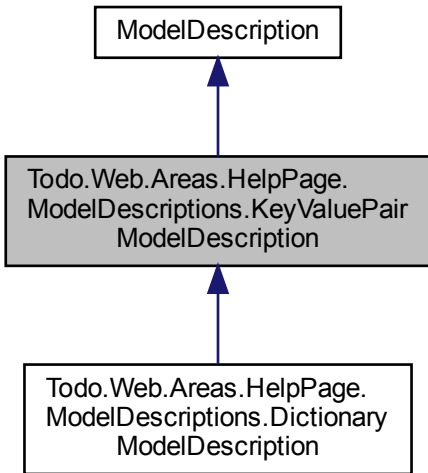 ModelDescription
Todo.Web.Areas.HelpPage.
ModelDescriptions.KeyValuePair
ModelDescription
Todo.Web.Areas.HelpPage.
ModelDescriptions.Dictionary
ModelDescription